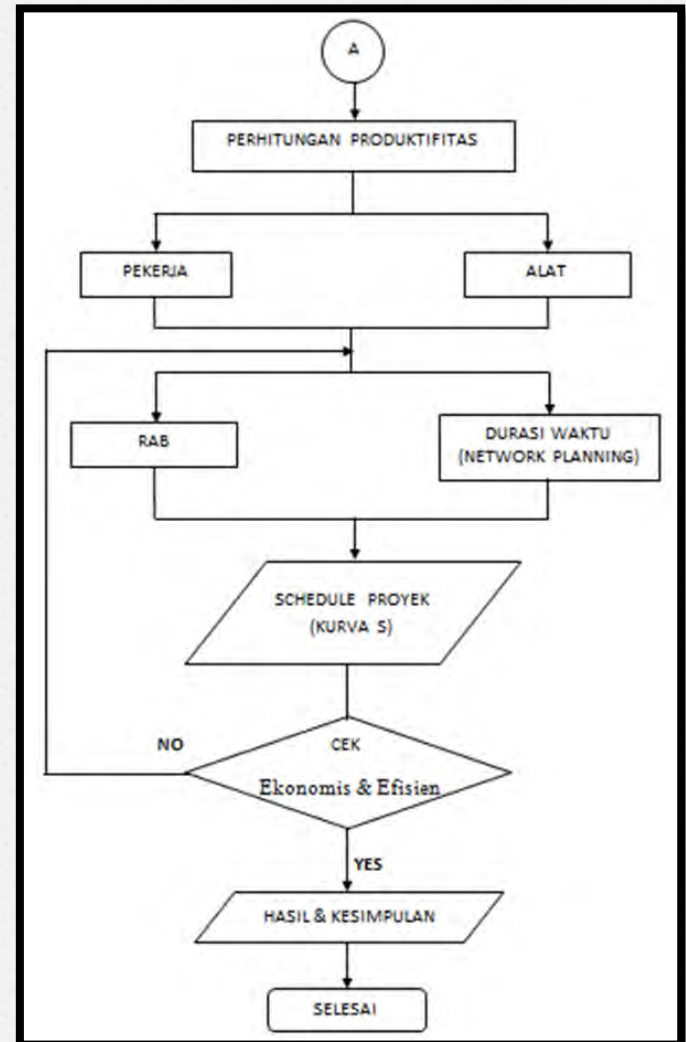 A
PERHITUNGAN PRODUKTIFITAS
PEKERJA
ALAT
RAB
DURASI WAKTU
(NETWORK PLANNING)
SCHEDULE PROYEK
(KURVA S)
NO
CEK
Ekonomis & Efisien
YES
HASIL & KESIMPULAN
SELESAI